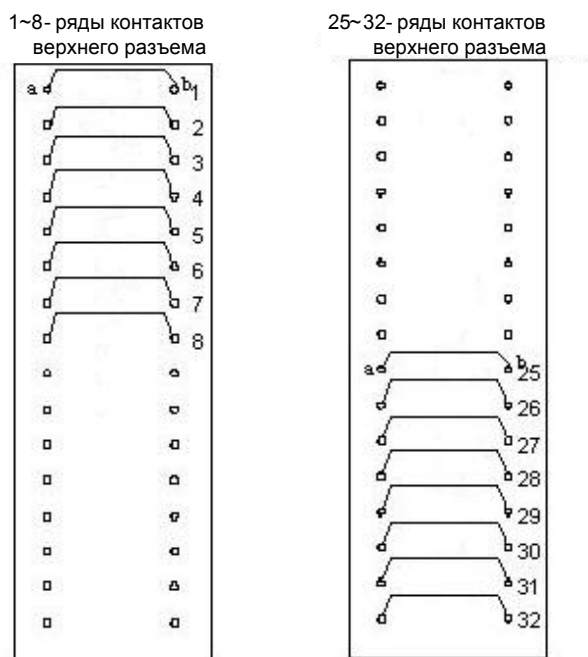 1~8- ряды контактов
верхнего разъема
a b 1
2
3
4
5
6
7
8
25~32- ряды контактов
верхнего разъема
a b 25
26
27
28
29
30
31
32